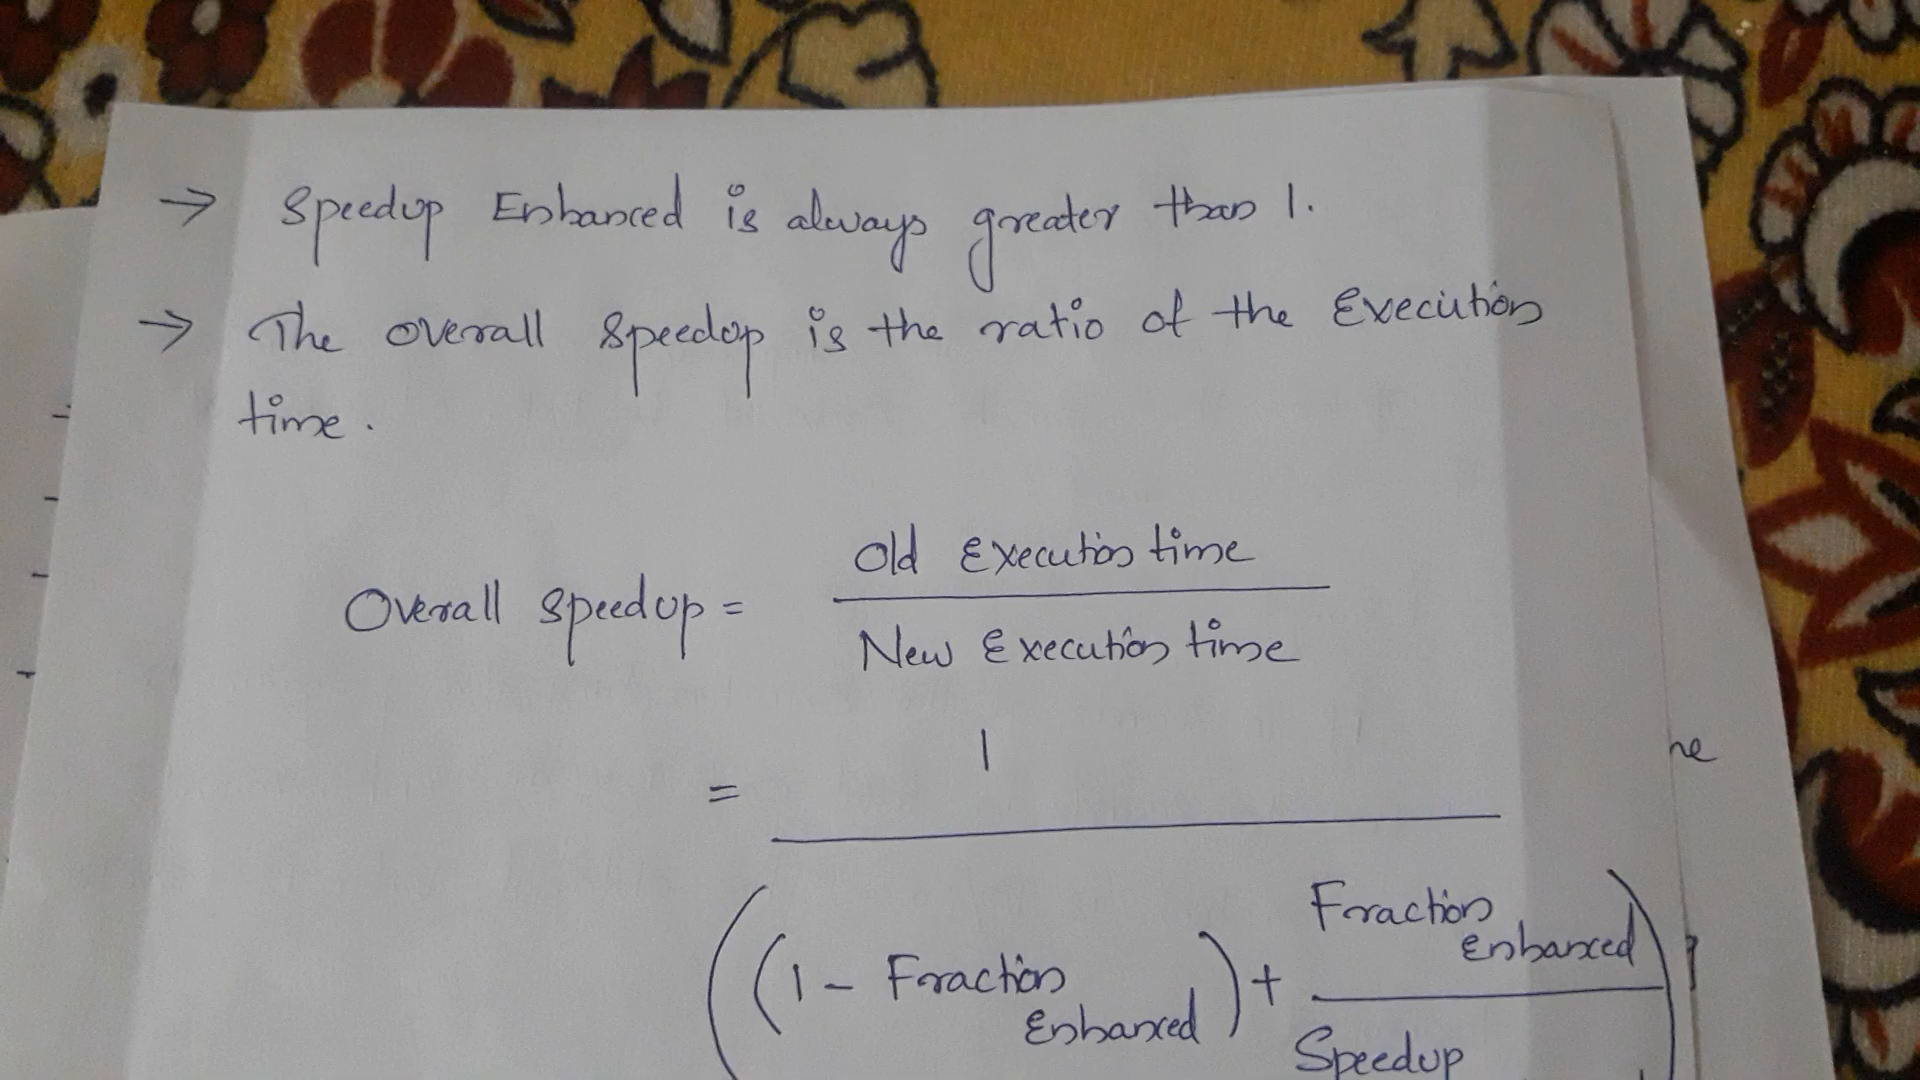 → Speedup Enhanced is always greater than 1.
→ The overall speedup is the ratio of the Execution
time.
Overall speedup = Old Execution time / New Execution time
= 1 / ((1 - Fraction Enhanced) + Fraction Enhanced / Speedup
he